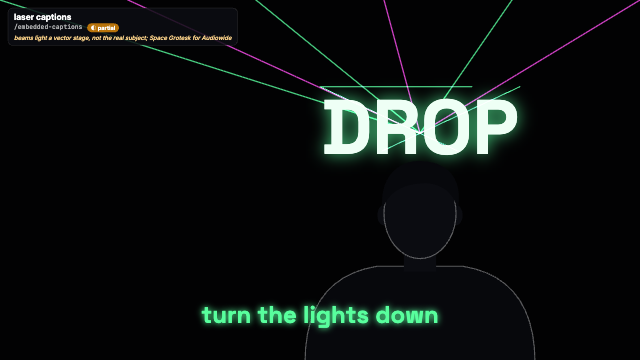 laser captions
/embedded-captions partial
beams light a vector stage, not the real subject; Space Grotesk for Audiowide
DROP
turn the lights down